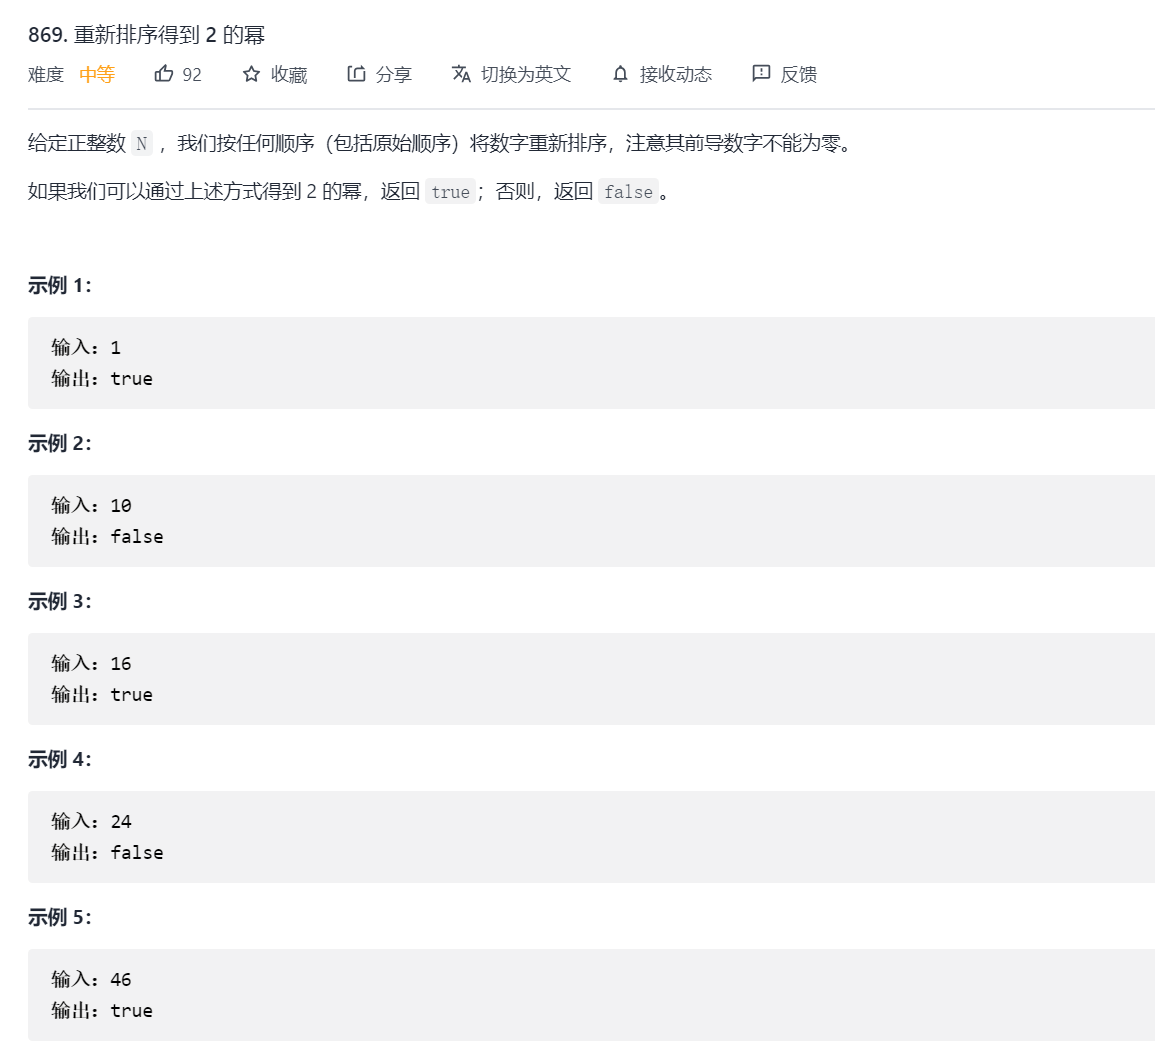 869. 重新排序得到 2 的幂
难度 中等 92 收藏 分享 切换为英文 接收动态 反馈
给定正整数 N ，我们按任何顺序（包括原始顺序）将数字重新排序，注意其前导数字不能为零。
如果我们可以通过上述方式得到 2 的幂，返回 true；否则，返回 false。
示例 1：
输入：1
输出：true
示例 2：
输入：10
输出：false
示例 3：
输入：16
输出：true
示例 4：
输入：24
输出：false
示例 5：
输入：46
输出：true